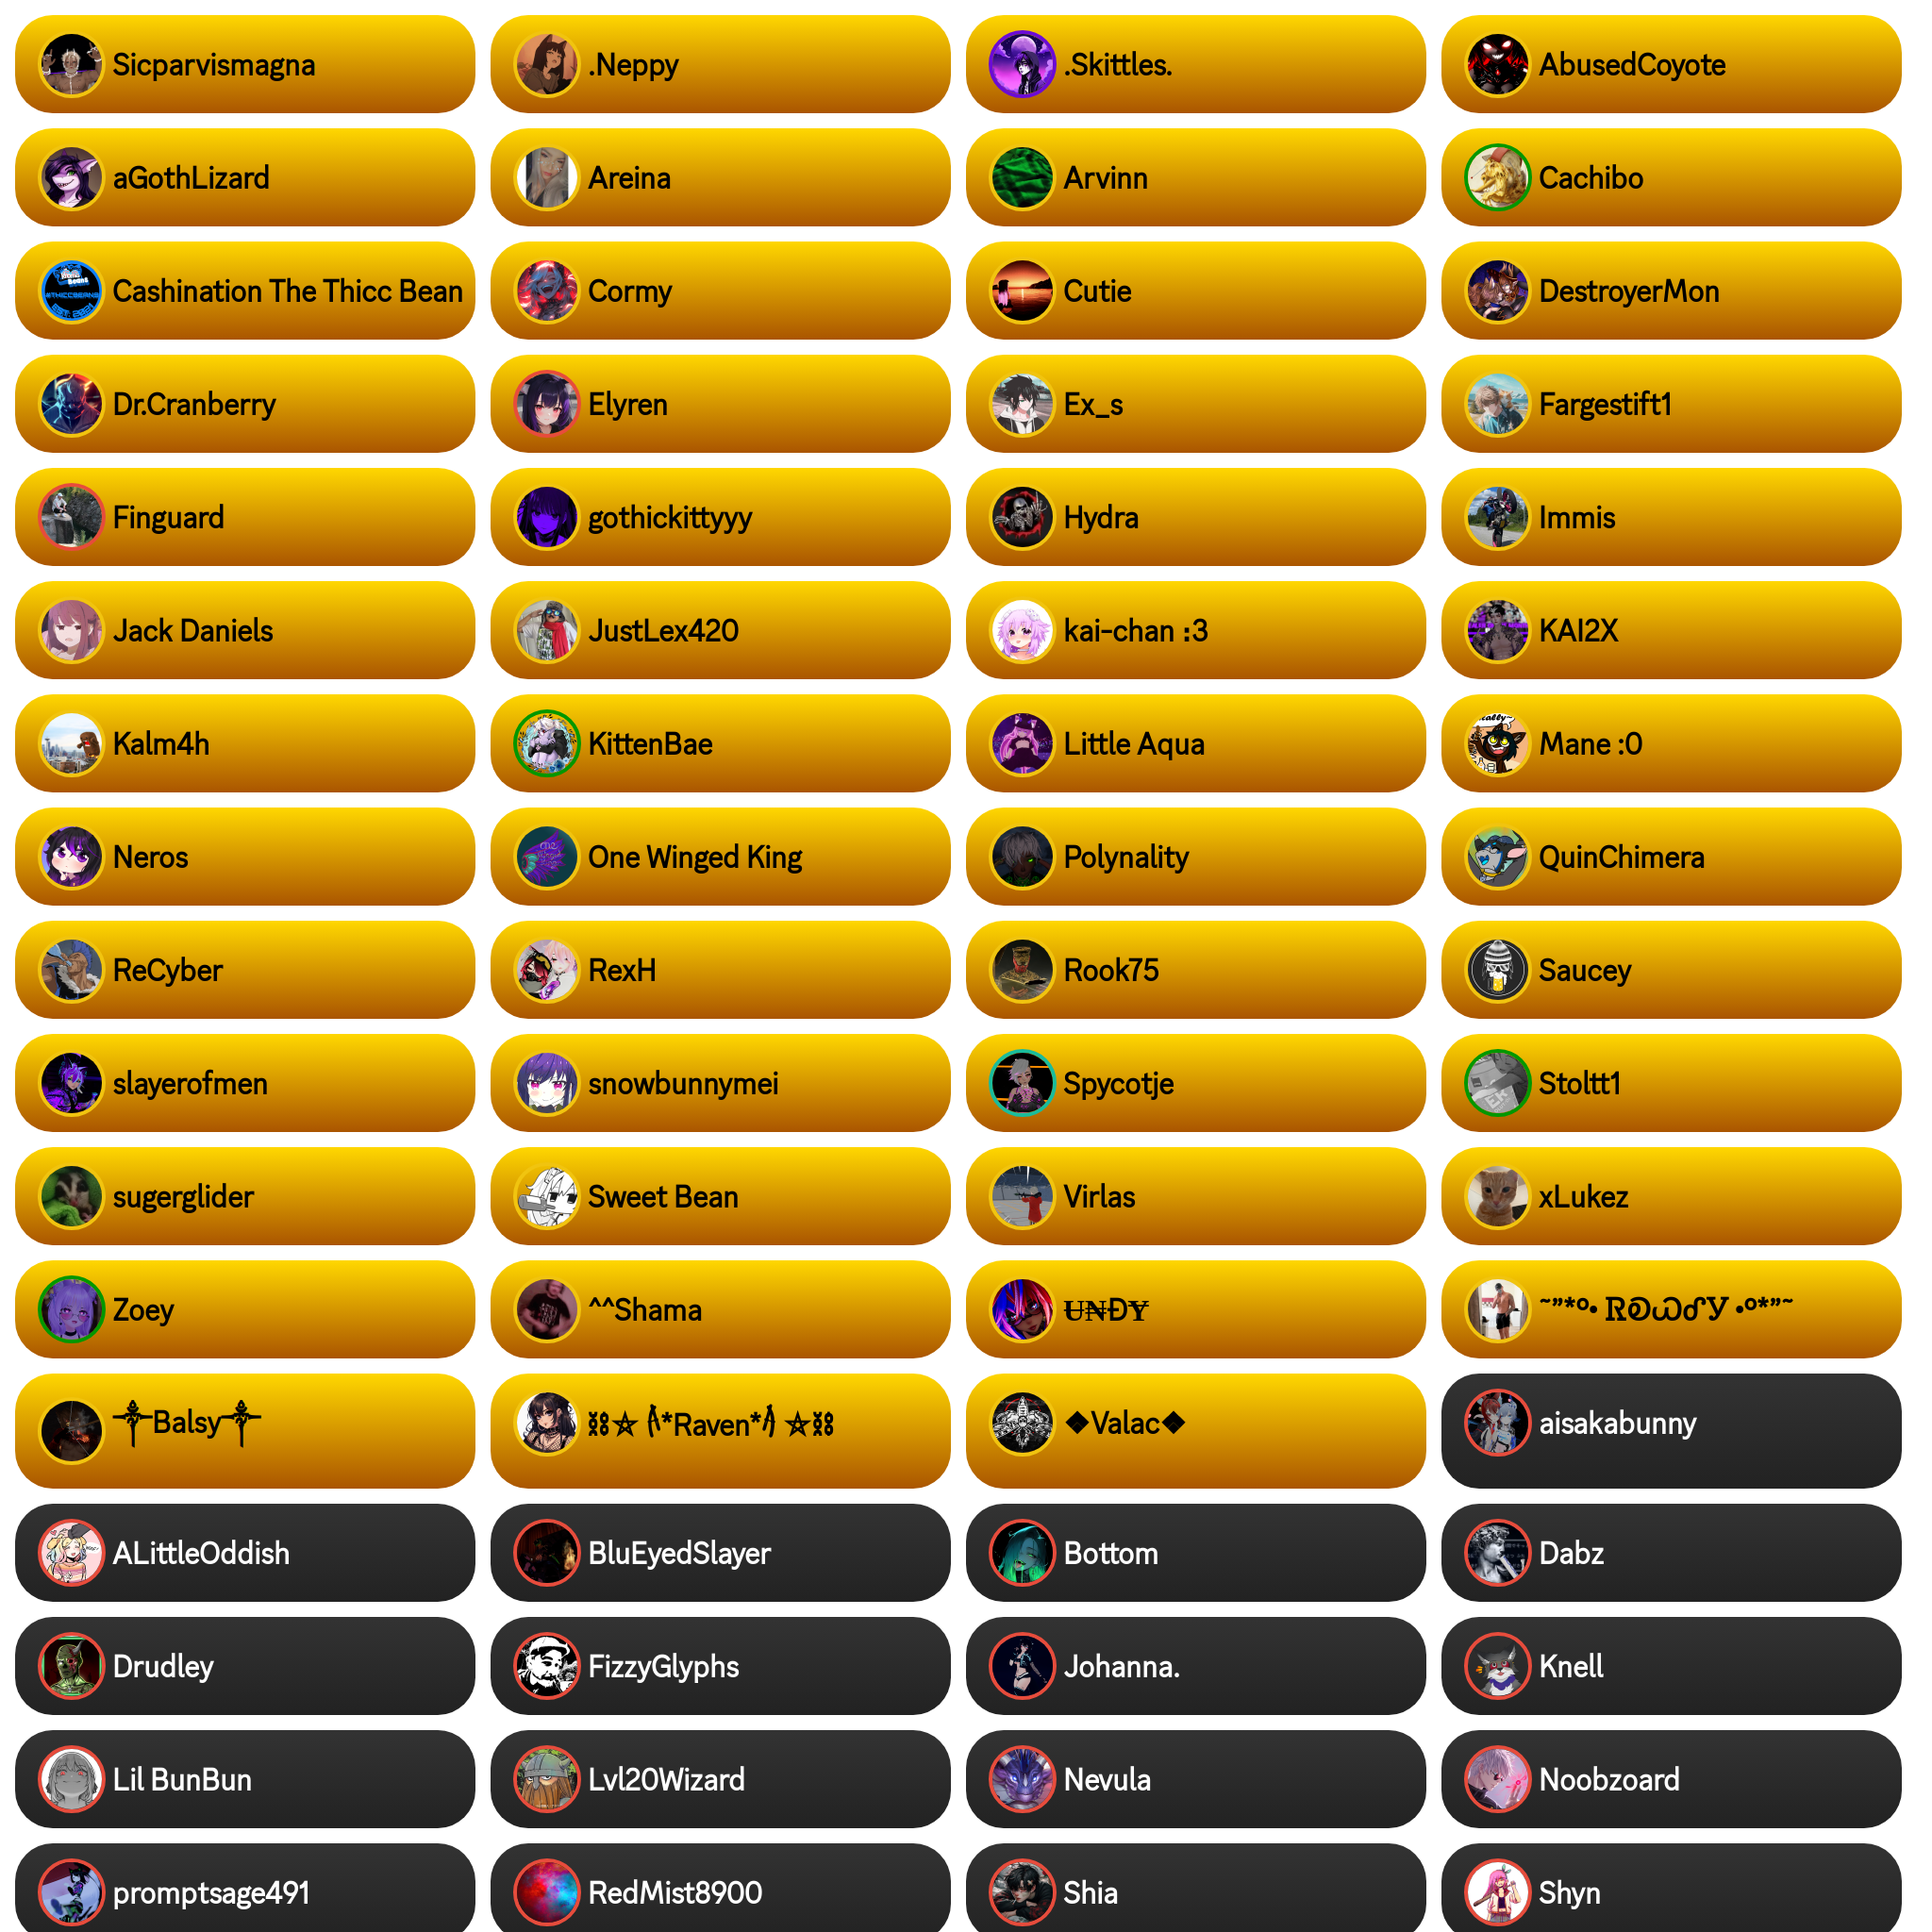 Sicparvismagna
.Neppy
.Skittles.
AbusedCoyote
aGothLizard
Areina
Arvinn
Cachibo
Cashination The Thicc Bean
Cormy
Cutie
DestroyerMon
Dr.Cranberry
Elyren
Ex_s
Fargestift1
Finguard
gothickittyyy
Hydra
Immis
Jack Daniels
JustLex420
kai-chan :3
KAI2X
Kalm4h
KittenBae
Little Aqua
Mane :0
Neros
One Winged King
Polynality
QuinChimera
ReCyber
RexH
Rook75
Saucey
slayerofmen
snowbunnymei
Spycotje
Stoltt1
sugerglider
Sweet Bean
Virlas
xLukez
Zoey
^^Shama
U̶N̶ĐY̶
˜”*°• •°*”˜
༒Balsy༒
*Raven*
◆Valac◆
aisakabunny
ALittleOddish
BluEyedSlayer
Bottom
Dabz
Drudley
FizzyGlyphs
Johanna.
Knell
Lil BunBun
Lvl20Wizard
Nevula
Noobzoard
promptsage491
RedMist8900
Shia
Shyn